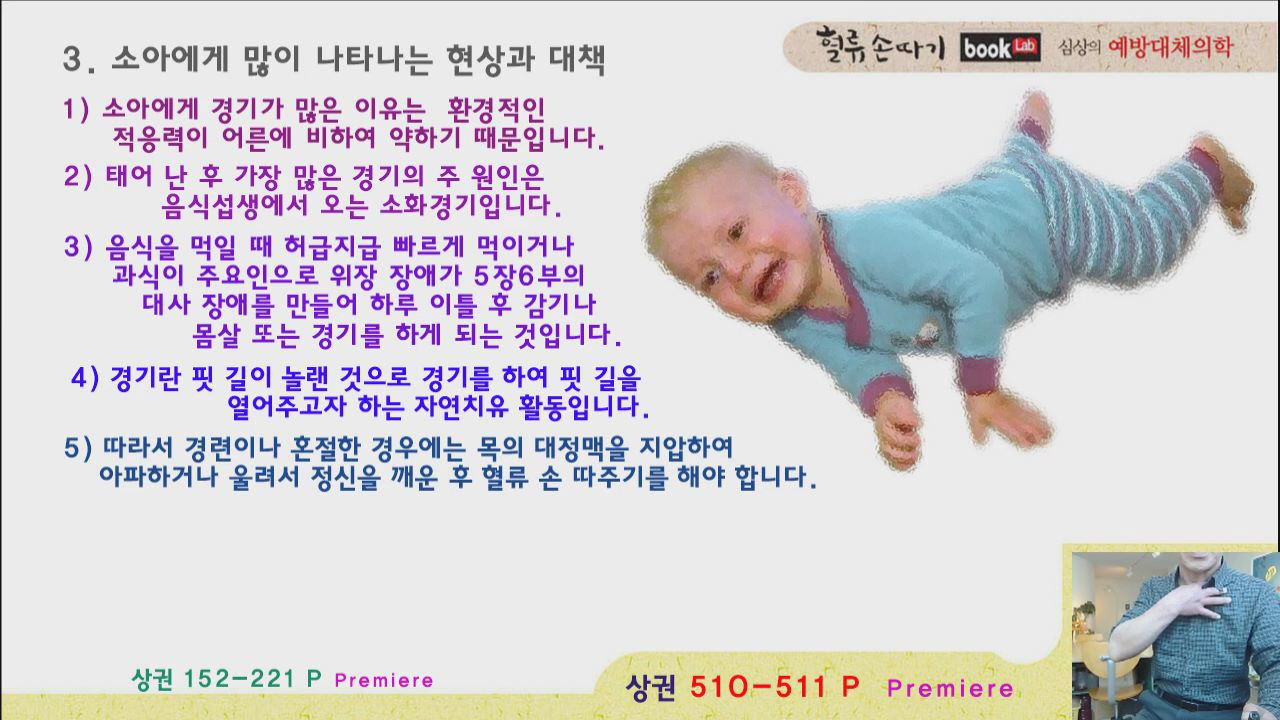 혈류 손따기 book Lab 심상의 예방대체의학
3. 소아에게 많이 나타나는 현상과 대책
1) 소아에게 경기가 많은 이유는 환경적인
적응력이 어른에 비하여 약하기 때문입니다.
2) 태어 난 후 가장 많은 경기의 주 원인은
음식섭생에서 오는 소화경기입니다.
3) 음식을 먹일 때 허급지급 빠르게 먹이거나
과식이 주요인으로 위장 장애가 5장6부의
대사 장애를 만들어 하루 이틀 후 감기나
몸살 또는 경기를 하게 되는 것입니다.
4) 경기란 핏 길이 놀랜 것으로 경기를 하여 핏 길을
열어주고자 하는 자연치유 활동입니다.
5) 따라서 경련이나 혼절한 경우에는 목의 대정맥을 지압하여
아파하거나 울려서 정신을 깨운 후 혈류 손 따주기를 해야 합니다.
상권 152-221 P Premiere
상권 510-511 P Premiere